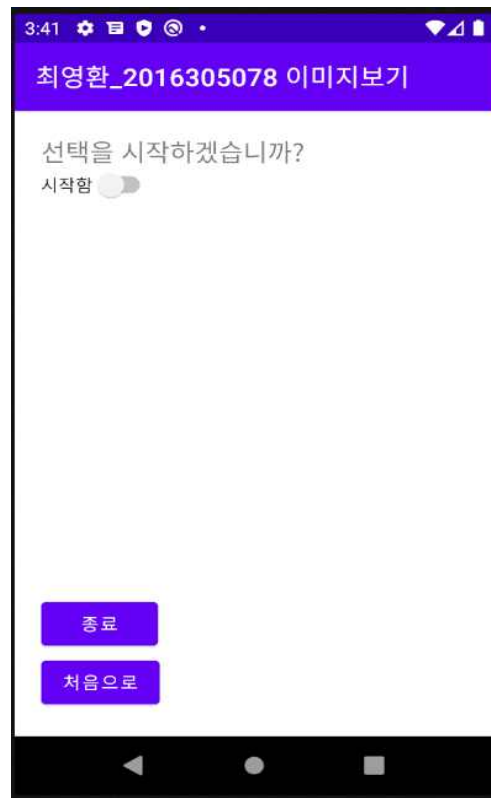 3:41
최영환_2016305078 이미지보기
선택을 시작하겠습니까?
시작함
종료
처음으로